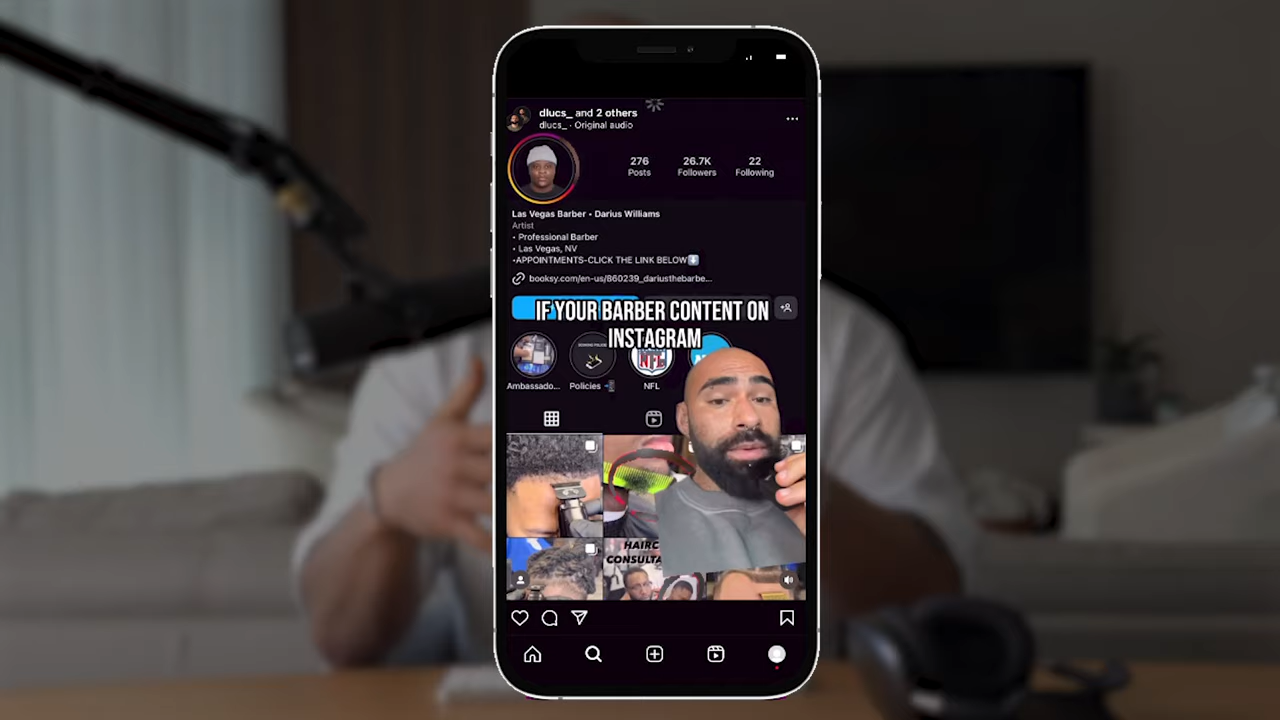 dlucs_ and 2 others
dlucs_ · Original audio
276
Posts
26.7K
Followers
22
Following
Las Vegas Barber • Darius Williams
Artist
• Professional Barber
• Las Vegas, NV
•APPOINTMENTS-CLICK THE LINK BELOW⬇️
booksy.com/en-us/860239_dariusthebarbe...
IF YOUR BARBER CONTENT ON
INSTAGRAM
NFL
Ambassado...
Policies 📲
NFL
HAIRC
CONSULTA